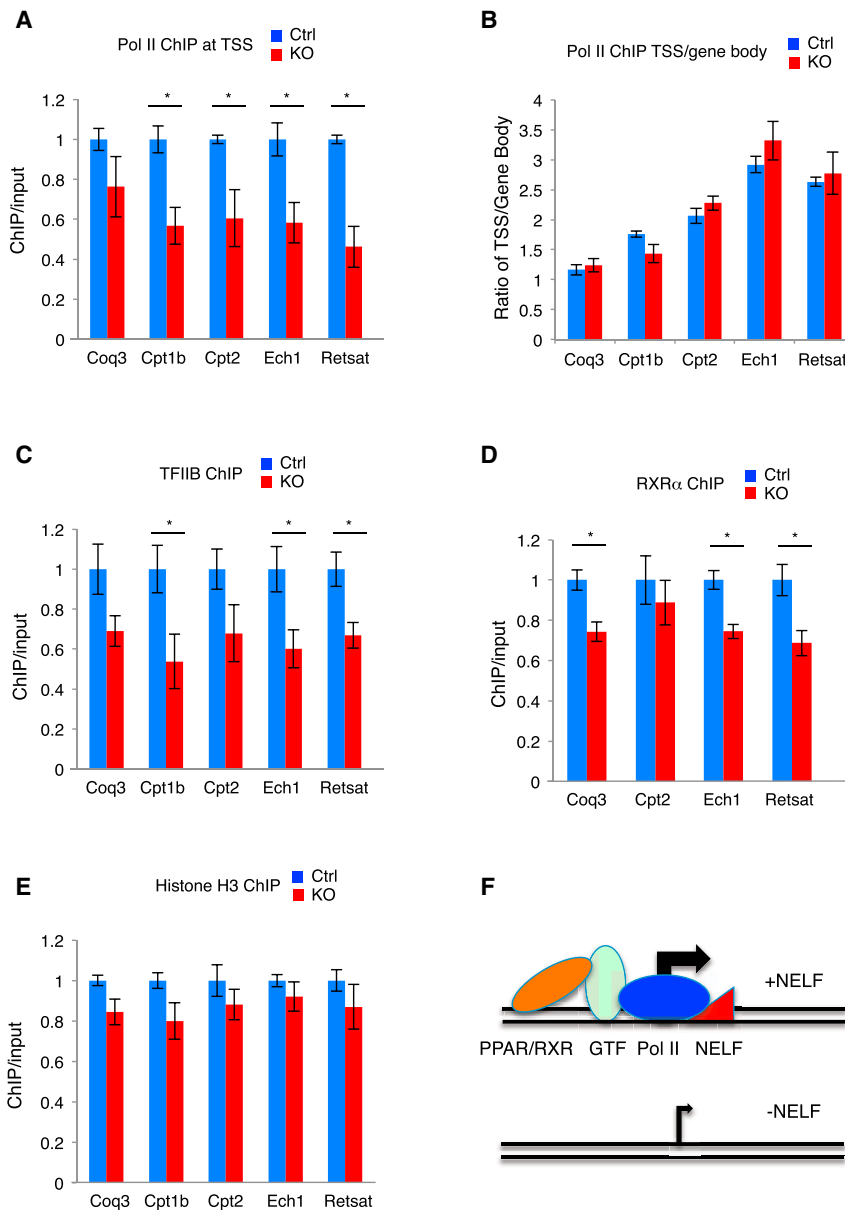 A
Pol II ChIP at TSS
Ctrl
KO
* * * *
1.2
1
0.8
0.6
0.4
0.2
0
ChIP/input
Coq3 Cpt1b Cpt2 Ech1 Retsat
B
Pol II ChIP TSS/gene body
Ctrl
KO
4
3.5
3
2.5
2
1.5
1
0.5
0
Ratio of TSS/Gene Body
Coq3 Cpt1b Cpt2 Ech1 Retsat
C
TFIIB ChIP
Ctrl
KO
* * *
1.2
1
0.8
0.6
0.4
0.2
0
ChIP/input
Coq3 Cpt1b Cpt2 Ech1 Retsat
D
RXRα ChIP
Ctrl
KO
* * *
1.2
1
0.8
0.6
0.4
0.2
0
ChIP/input
Coq3 Cpt2 Ech1 Retsat
E
Histone H3 ChIP
Ctrl
KO
1.2
1
0.8
0.6
0.4
0.2
0
ChIP/input
Coq3 Cpt1b Cpt2 Ech1 Retsat
F
+NELF
PPAR/RXR GTF Pol II NELF
-NELF